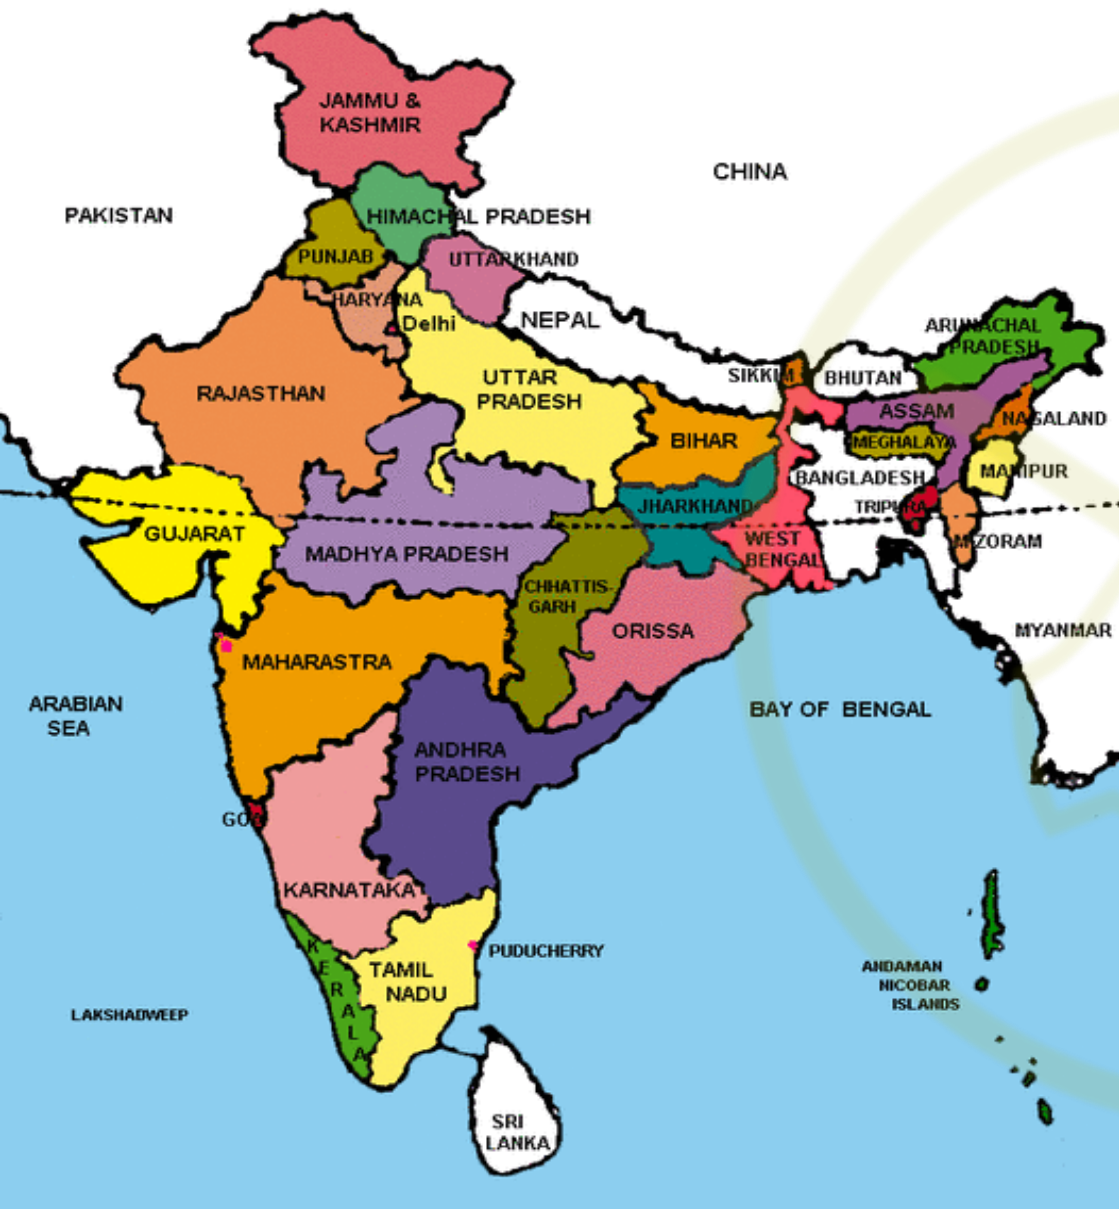 JAMMU &
KASHMIR
CHINA
PAKISTAN
HIMACHAL PRADESH
PUNJAB
UTTARKHAND
HARYANA
Delhi
NEPAL
ARUNACHAL
PRADESH
SIKKIM
BHUTAN
RAJASTHAN
UTTAR
PRADESH
ASSAM
NAGALAND
BIHAR
MEGHALAYA
MANIPUR
BANGLADESH
JHARKHAND
TRIPURA
GUJARAT
MADHYA PRADESH
WEST
BENGAL
MIZORAM
CHHATTIS-
GARH
ORISSA
MYANMAR
MAHARASTRA
ARABIAN
SEA
BAY OF BENGAL
ANDHRA
PRADESH
GOA
KARNATAKA
PUDUCHERRY
KERALA
TAMIL
NADU
ANDAMAN
NICOBAR
ISLANDS
LAKSHADWEEP
SRI
LANKA